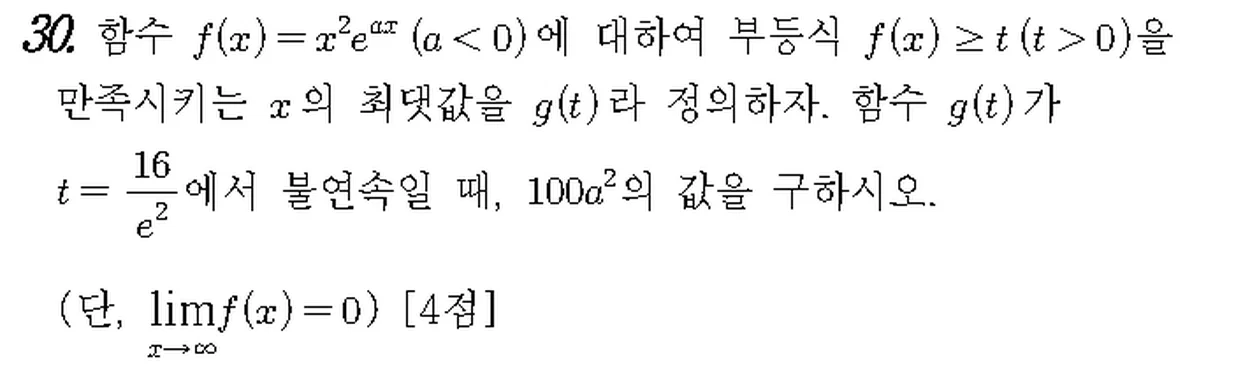 30. 함수 f(x)=x²e^{ax} (a<0)에 대하여 부등식 f(x)≥t (t>0)을
만족시키는 x의 최댓값을 g(t)라 정의하자. 함수 g(t)가
t=16/e²에서 불연속일 때, 100a²의 값을 구하시오.
(단, lim_{x→∞} f(x)=0) [4점]